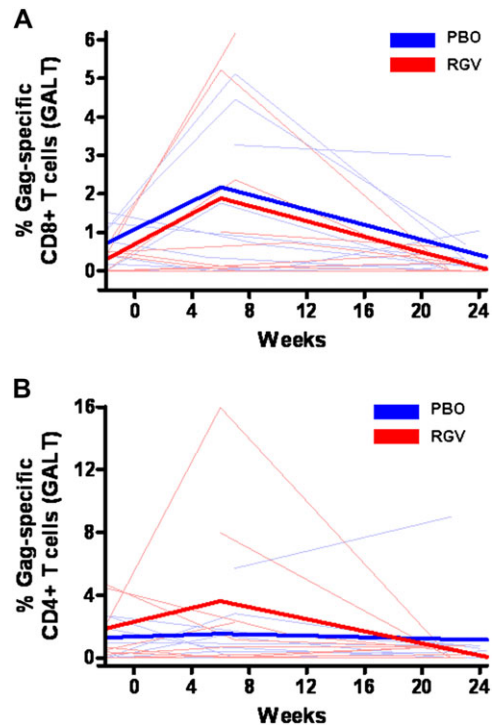 A
% Gag-specific
CD8+ T cells (GALT)
6
5
4
3
2
1
0
PBO
RGV
0 4 8 12 16 20 24
Weeks
B
% Gag-specific
CD4+ T cells (GALT)
16
12
8
4
0
PBO
RGV
0 4 8 12 16 20 24
Weeks